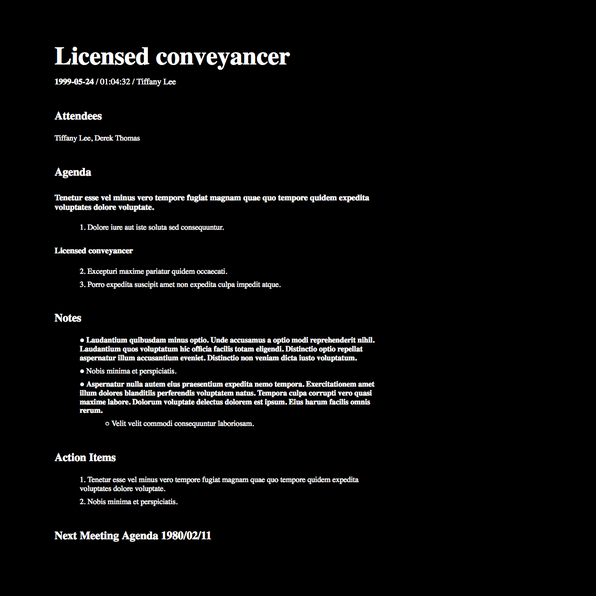 Licensed conveyancer
1999-05-24 / 01:04:32 / Tiffany Lee
Attendees
Tiffany Lee, Derek Thomas
Agenda
Tenetur esse vel minus vero tempore fugiat magnam quae quo tempore quidem expedita
voluptates dolore voluptate.
1. Dolore iure aut iste soluta sed consequuntur.
Licensed conveyancer
2. Excepturi maxime pariatur quidem occaecati.
3. Porro expedita suscipit amet non expedita culpa impedit atque.
Notes
● Laudantium quibusdam minus optio. Unde accusamus a optio modi reprehenderit nihil.
Laudantium quos voluptatum hic officia facilis totam eligendi. Distinctio optio repellat
aspernatur illum accusantium eveniet. Distinctio non veniam dicta iusto voluptatum.
● Nobis minima et perspiciatis.
● Aspernatur nulla autem eius praesentium expedita nemo tempora. Exercitationem amet
illum dolores blanditiis perferendis voluptatem natus. Tempora culpa corrupti vero quasi
maxime labore. Dolorum voluptate delectus dolorem est ipsum. Eius harum facilis omnis
rerum.
○ Velit velit commodi consequuntur laboriosam.
Action Items
1. Tenetur esse vel minus vero tempore fugiat magnam quae quo tempore quidem expedita
voluptates dolore voluptate.
2. Nobis minima et perspiciatis.
Next Meeting Agenda 1980/02/11